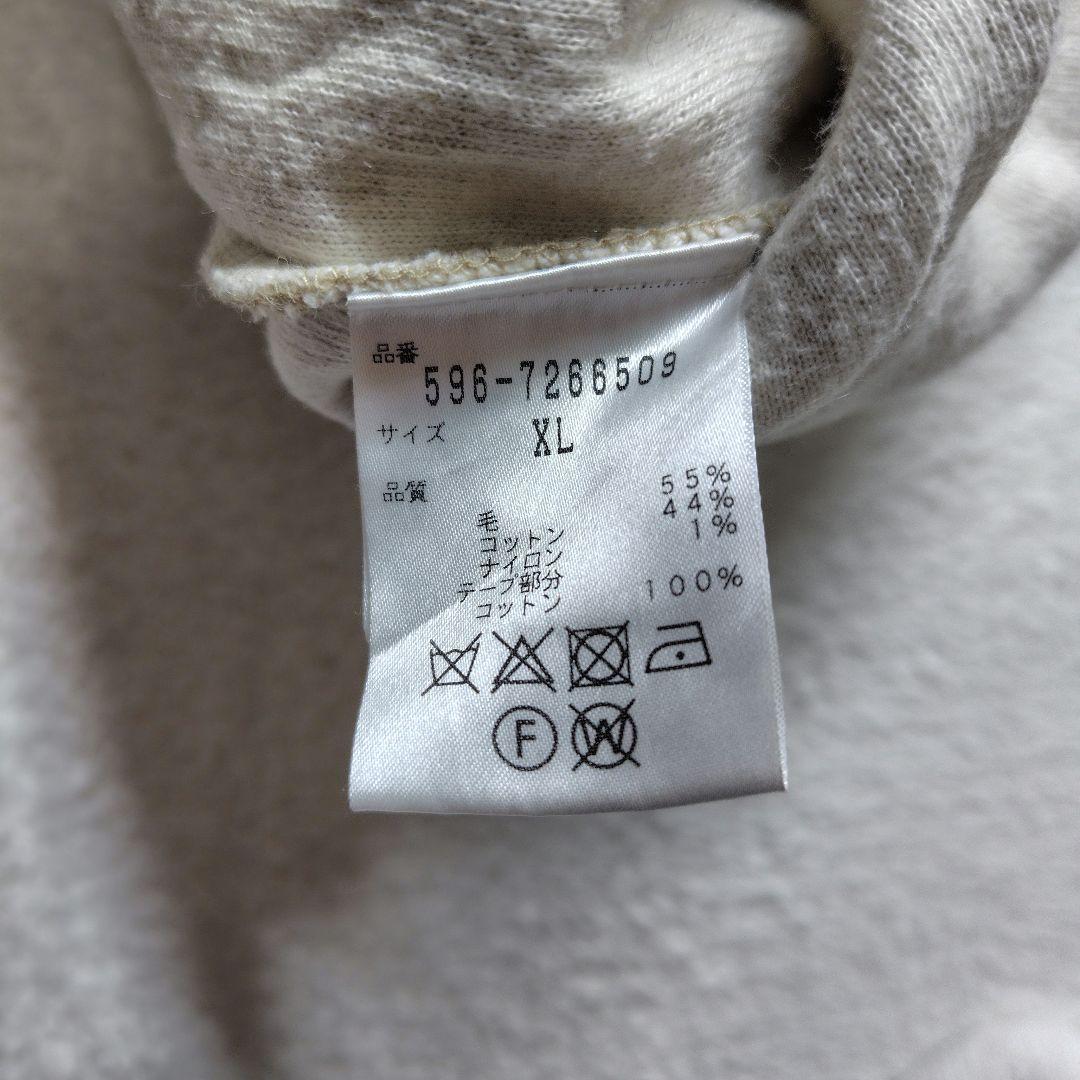 品番
596-7266509
サイズ XL
品質
毛 55%
コットン 44%
ナイロン 1%
テープ部分
コットン 100%
F W